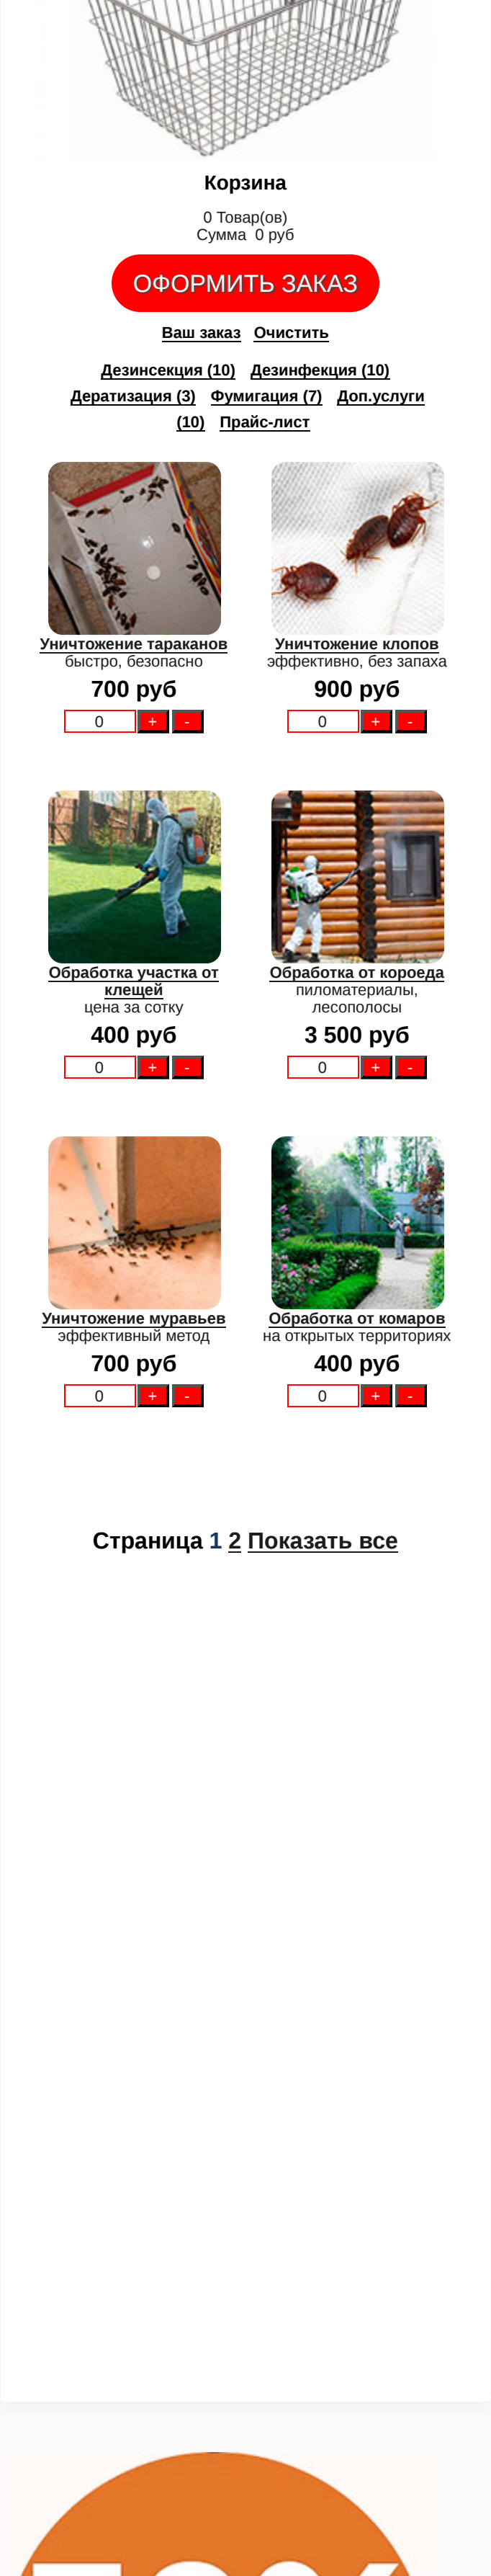 Корзина
0 Товар(ов)
Сумма 0 руб
ОФОРМИТЬ ЗАКАЗ
Ваш заказ Очистить
Дезинсекция (10) Дезинфекция (10)
Дератизация (3) Фумигация (7) Доп.услуги
(10) Прайс-лист
Уничтожение тараканов
быстро, безопасно
700 руб
0 + -
Уничтожение клопов
эффективно, без запаха
900 руб
0 + -
Обработка участка от
клещей
цена за сотку
400 руб
0 + -
Обработка от короеда
пиломатериалы,
лесополосы
3 500 руб
0 + -
Уничтожение муравьев
эффективный метод
700 руб
0 + -
Обработка от комаров
на открытых территориях
400 руб
0 + -
Страница 1 2 Показать все